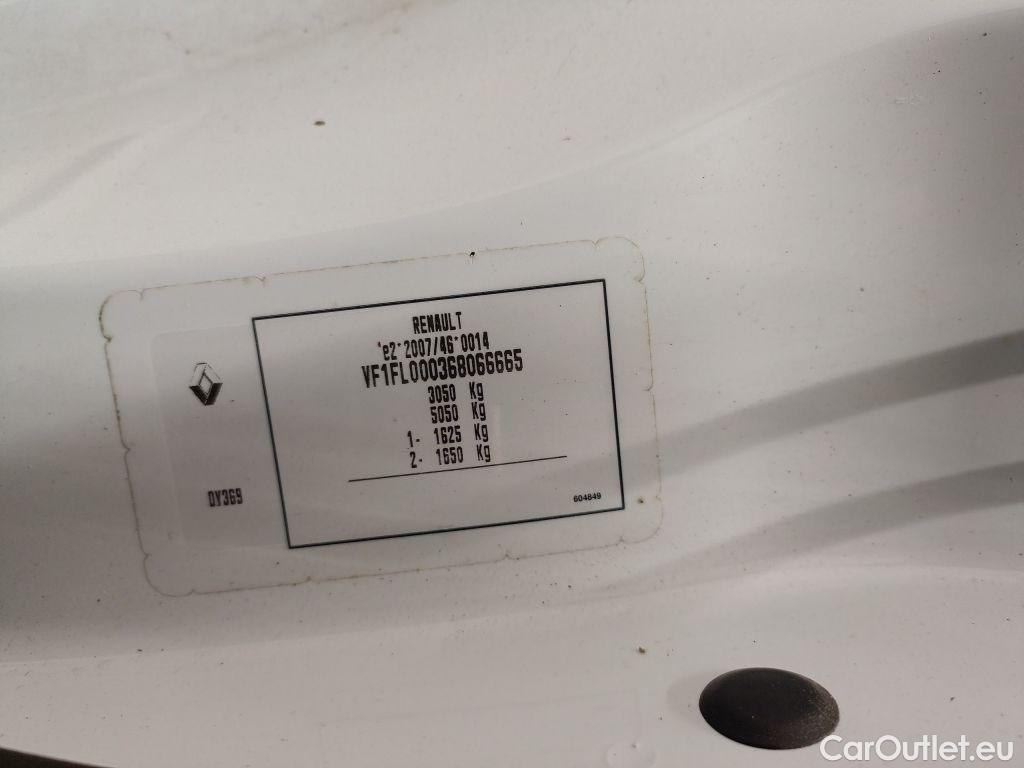 RENAULT
*e2*2007/46*0014
VF1FL000368066665
3050 Kg
5050 Kg
1- 1625 Kg
2- 1650 Kg
DY369
604849
CarOutlet.eu